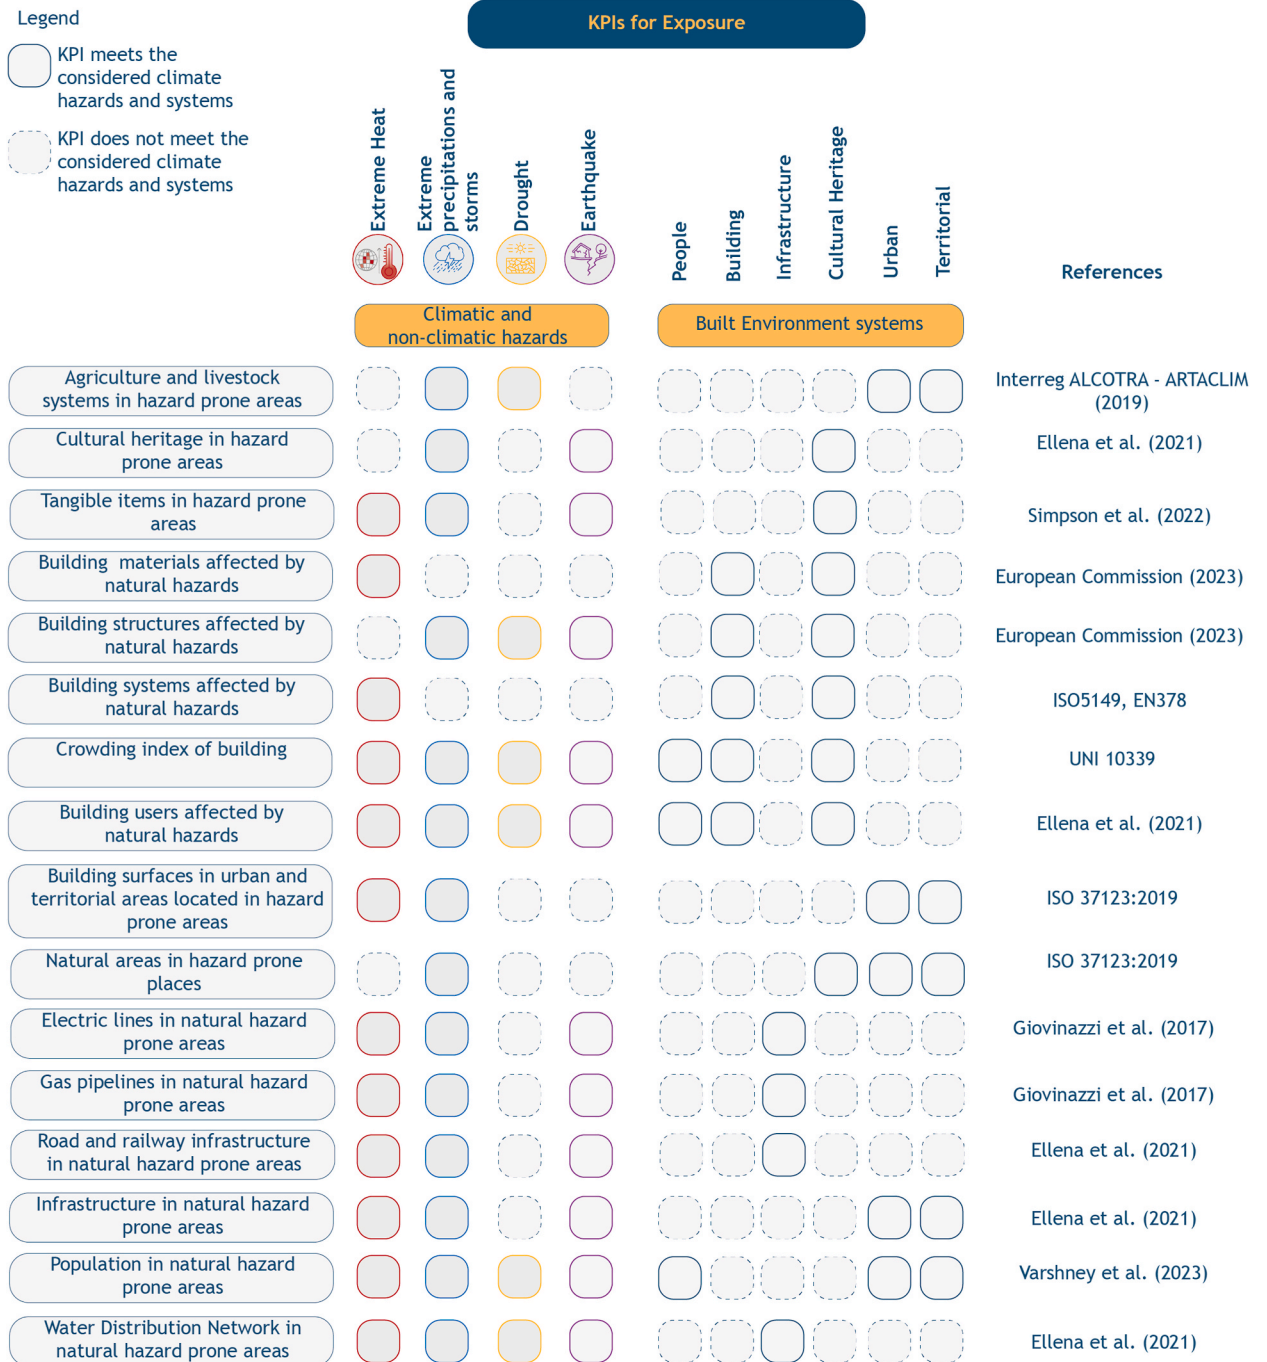 Legend
KPIs for Exposure
KPI meets the
considered climate
hazards and systems
KPI does not meet the
considered climate
hazards and systems
Extreme Heat
Extreme
precipitations and
storms
Drought
Earthquake
People
Building
Infrastructure
Cultural Heritage
Urban
Territorial
References
Climatic and
non-climatic hazards
Built Environment systems
Agriculture and livestock
systems in hazard prone areas
Interreg ALCOTRA - ARTACLIM
(2019)
Cultural heritage in hazard
prone areas
Ellena et al. (2021)
Tangible items in hazard prone
areas
Simpson et al. (2022)
Building materials affected by
natural hazards
European Commission (2023)
Building structures affected by
natural hazards
European Commission (2023)
Building systems affected by
natural hazards
ISO5149, EN378
Crowding index of building
UNI 10339
Building users affected by
natural hazards
Ellena et al. (2021)
Building surfaces in urban and
territorial areas located in hazard
prone areas
ISO 37123:2019
Natural areas in hazard prone
places
ISO 37123:2019
Electric lines in natural hazard
prone areas
Giovinazzi et al. (2017)
Gas pipelines in natural hazard
prone areas
Giovinazzi et al. (2017)
Road and railway infrastructure
in natural hazard prone areas
Ellena et al. (2021)
Infrastructure in natural hazard
prone areas
Ellena et al. (2021)
Population in natural hazard
prone areas
Varshney et al. (2023)
Water Distribution Network in
natural hazard prone areas
Ellena et al. (2021)